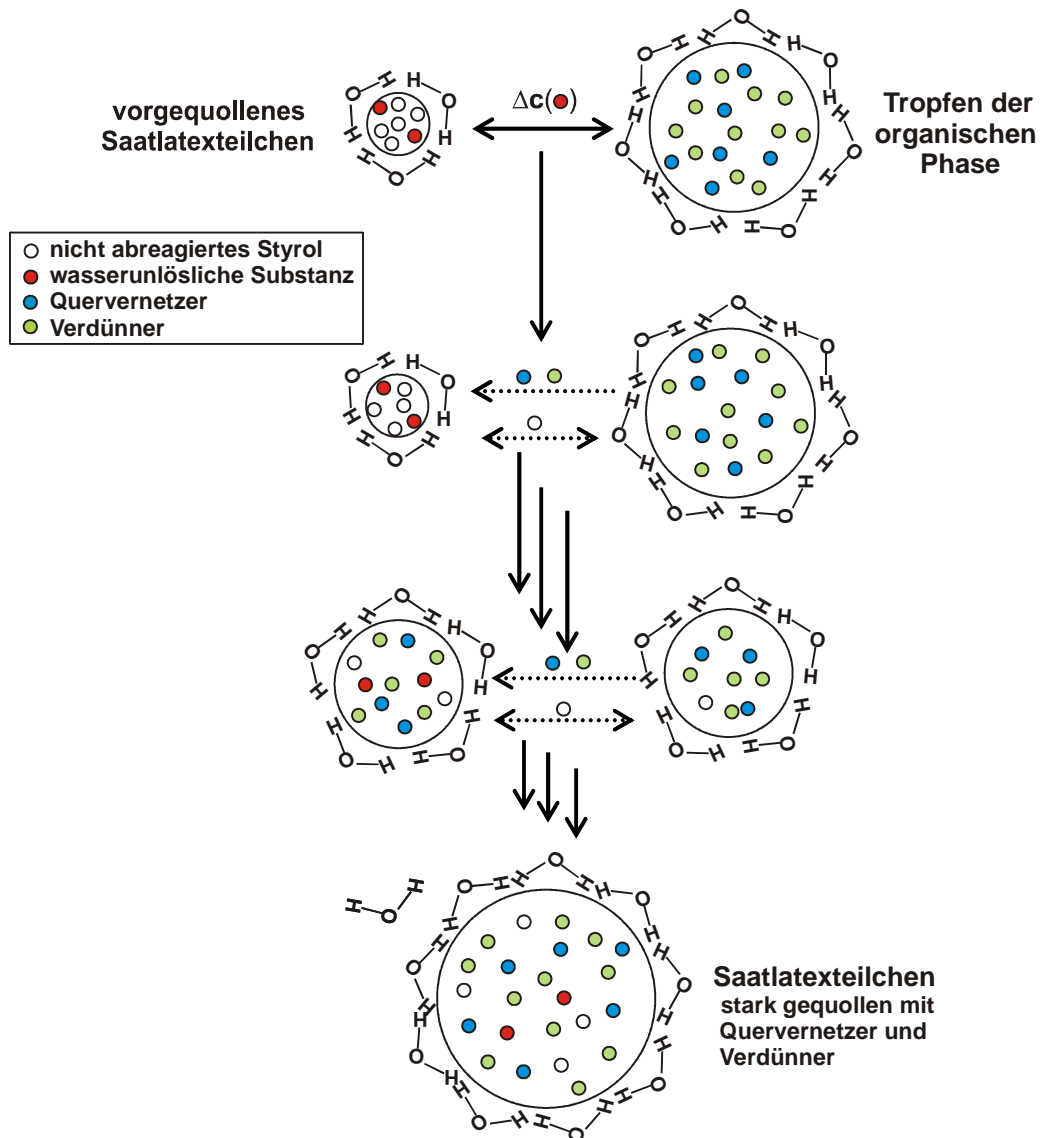 vorgequollenes
Saatlatexteilchen
Δc( )
Tropfen der
organischen
Phase
nicht abreagiertes Styrol
wasserunlösliche Substanz
Quervernetzer
Verdünner
Saatlatexteilchen
stark gequollen mit
Quervernetzer und
Verdünner